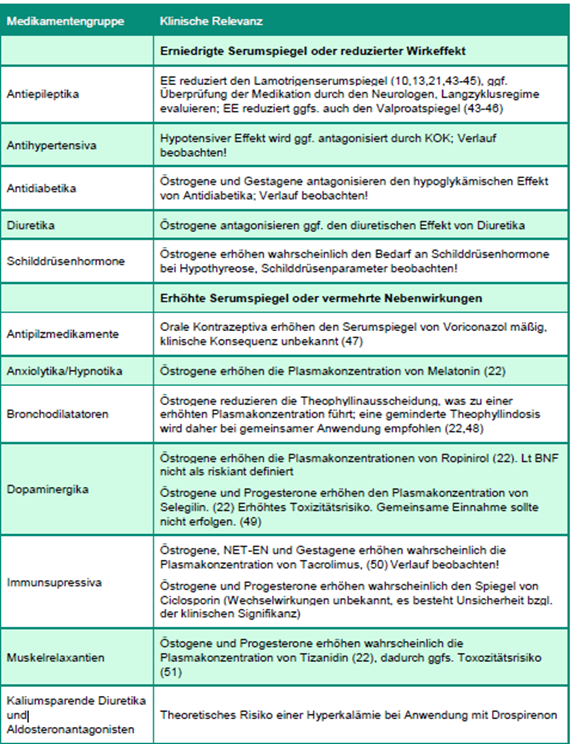 Medikamentengruppe Klinische Relevanz
Erniedrigte Serumspiegel oder reduzierter Wirkeffekt
Antiepileptika
EE reduziert den Lamotrigenserumspiegel (10,13,21,43-45), ggf.
Überprüfung der Medikation durch den Neurologen, Langzyklusregime
evaluieren; EE reduziert ggfs. auch den Valproatspiegel (43-46)
Antihypertensiva
Hypotensiver Effekt wird ggf. antagonisiert durch KOK; Verlauf
beobachten!
Antidiabetika
Östrogene und Gestagene antagonisieren den hypoglykämischen Effekt
von Antidiabetika; Verlauf beobachten!
Diuretika
Östrogene antagonisieren ggf. den diuretischen Effekt von Diuretika
Schilddrüsenhormone
Östrogene erhöhen wahrscheinlich den Bedarf an Schilddrüsenhormone
bei Hypothyreose, Schilddrüsenparameter beobachten!
Erhöhte Serumspiegel oder vermehrte Nebenwirkungen
Antipilzmedikamente
Orale Kontrazeptiva erhöhen den Serumspiegel von Voriconazol mäßig,
klinische Konsequenz unbekannt (47)
Anxiolytika/Hypnotika
Östrogene erhöhen die Plasmakonzentration von Melatonin (22)
Bronchodilatatoren
Östrogene reduzieren die Theophyllinausscheidung, was zu einer
erhöhten Plasmakonzentration führt; eine geminderte Theophyllindosis
wird daher bei gemeinsamer Anwendung empfohlen (22,48)
Dopaminergika
Östrogene erhöhen die Plasmakonzentrationen von Ropinirol (22). Lt BNF
nicht als riskiant definiert
Östrogene und Progesterone erhöhen den Plasmakonzentration von
Selegilin. (22) Erhöhtes Toxizitätsrisiko. Gemeinsame Einnahme sollte
nicht erfolgen. (49)
Immunsupressiva
Östrogene, NET-EN und Gestagene erhöhen wahrscheinlich die
Plasmakonzentration von Tacrolimus, (50) Verlauf beobachten!
Östrogene und Progesterone erhöhen wahrscheinlich den Spiegel von
Ciclosporin (Wechselwirkungen unbekannt, es besteht Unsicherheit bzgl.
der klinischen Signifikanz)
Muskelrelaxantien
Östogene und Progesterone erhöhen wahrscheinlich die
Plasmakonzentration von Tizanidin (22), dadurch ggfs. Toxozitätsrisiko
(51)
Kaliumsparende Diuretika
und
Aldosteronantagonisten
Theoretisches Risiko einer Hyperkalämie bei Anwendung mit Drospirenon